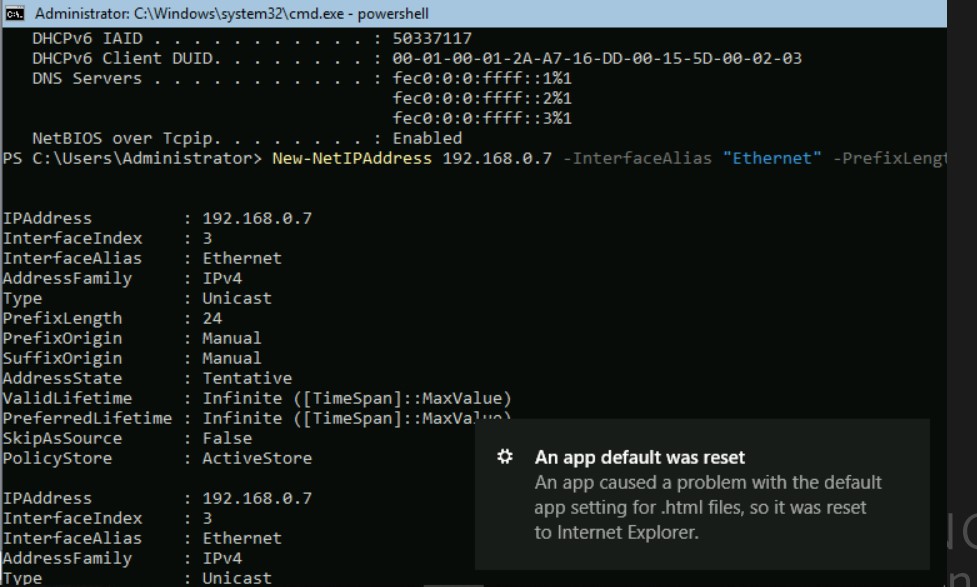 Administrator: C:\Windows\system32\cmd.exe - powershell
DHCPv6 IAID . . . . . . . . . . . : 50337117
DHCPv6 Client DUID. . . . . . . . : 00-01-00-01-2A-A7-16-DD-00-15-5D-00-02-03
DNS Servers . . . . . . . . . . . : fec0:0:0:ffff::1%1
fec0:0:0:ffff::2%1
fec0:0:0:ffff::3%1
NetBIOS over Tcpip. . . . . . . . : Enabled
PS C:\Users\Administrator> New-NetIPAddress 192.168.0.7 -InterfaceAlias "Ethernet" -PrefixLengt
IPAddress : 192.168.0.7
InterfaceIndex : 3
InterfaceAlias : Ethernet
AddressFamily : IPv4
Type : Unicast
PrefixLength : 24
PrefixOrigin : Manual
SuffixOrigin : Manual
AddressState : Tentative
ValidLifetime : Infinite ([TimeSpan]::MaxValue)
PreferredLifetime : Infinite ([TimeSpan]::MaxValue)
SkipAsSource : False
PolicyStore : ActiveStore
An app default was reset
An app caused a problem with the default
app setting for .html files, so it was reset
to Internet Explorer.
IPAddress : 192.168.0.7
InterfaceIndex : 3
InterfaceAlias : Ethernet
AddressFamily : IPv4
Type : Unicast